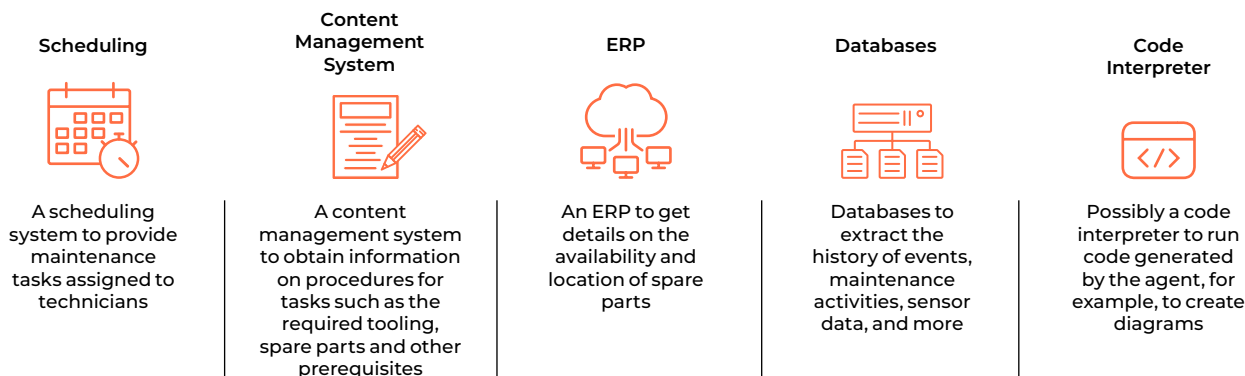 Scheduling
Content
Management
System
ERP
Databases
Code
Interpreter
</>
A scheduling
system to provide
maintenance
tasks assigned to
technicians
A content
management system
to obtain information
on procedures for
tasks such as the
required tooling,
spare parts and other
prerequisites
An ERP to get
details on the
availability and
location of spare
parts
Databases to
extract the
history of events,
maintenance
activities, sensor
data, and more
Possibly a code
interpreter to run
code generated
by the agent, for
example, to create
diagrams